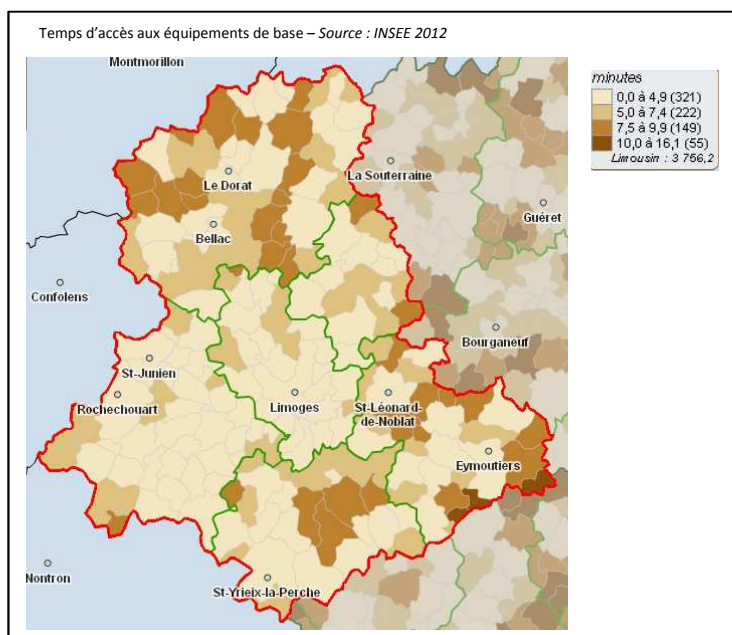 Temps d’accès aux équipements de base – Source : INSEE 2012
Montmorillon
minutes
0,0 à 4,9 (321)
5,0 à 7,4 (222)
7,5 à 9,9 (149)
10,0 à 16,1 (55)
Limousin : 3 756,2
La Souterraine
Le Dorat
Guéret
Bellac
Confolens
Bourganeuf
St-Junien
Rochechouart
Limoges
St-Léonard-
de-Noblat
Eymoutiers
Nontron
St-Yrieix-la-Perche